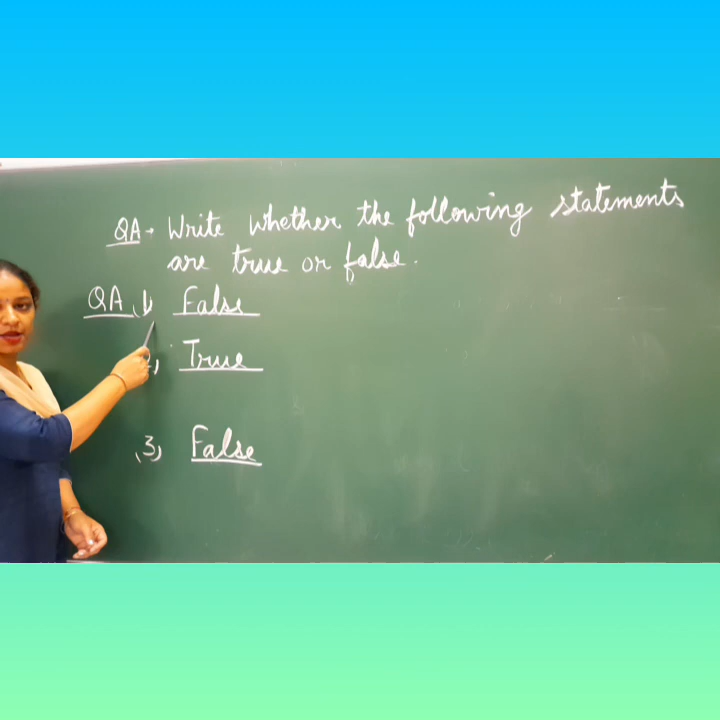 QA → Write whether the following statements
are true or false.
QA (1) False
2) True
(3) False